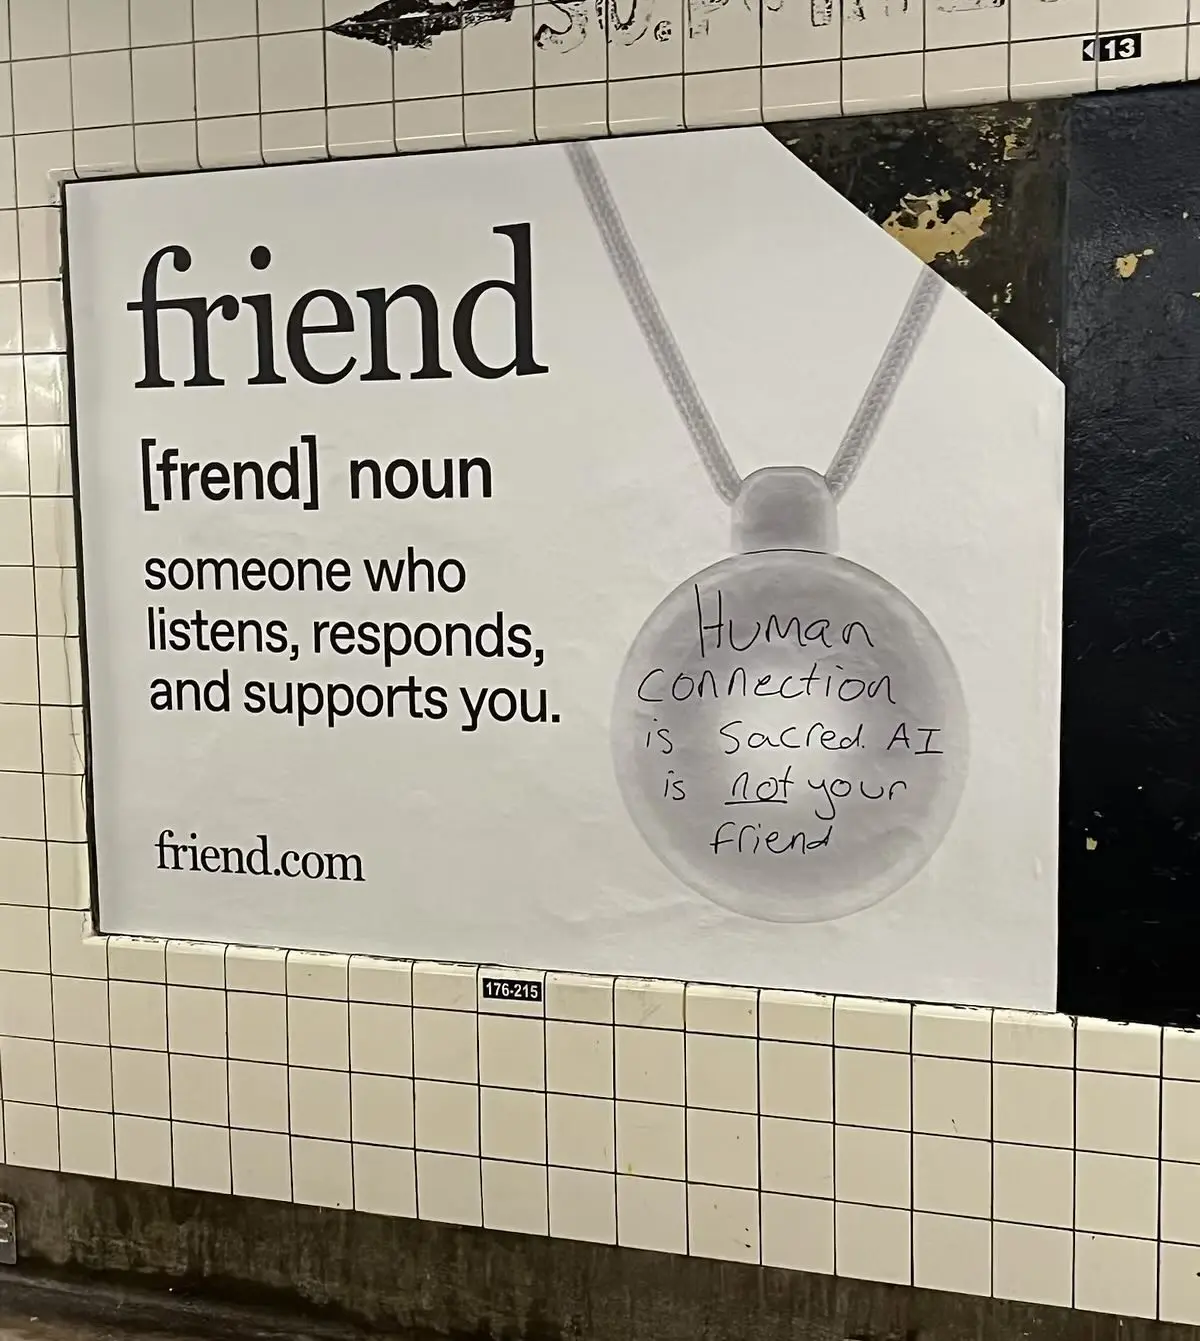 13
friend
[frend] noun
someone who
listens, responds,
and supports you.
friend.com
Human
connection
is Sacred. AI
is not your
friend
176-215